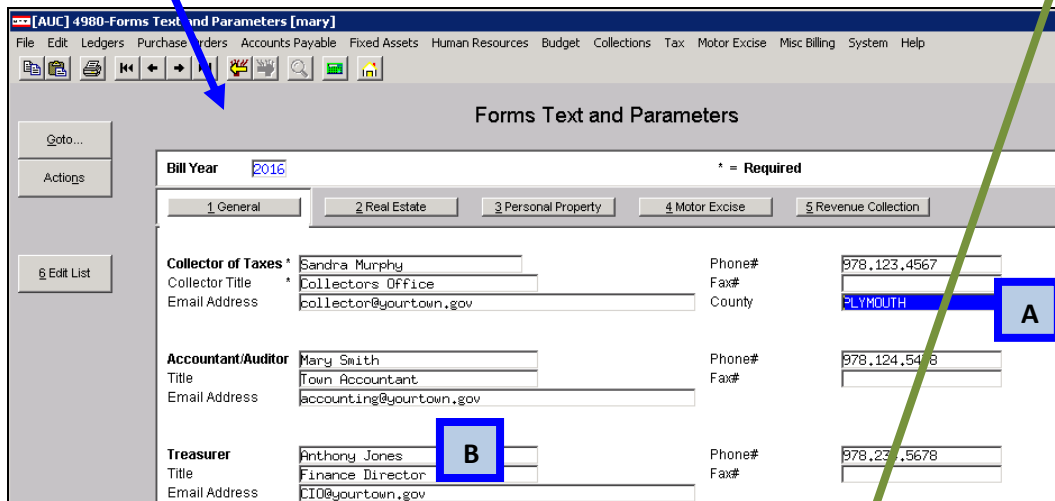 [AUC] 4980-Forms Text and Parameters [mary]
File Edit Ledgers Purchase Orders Accounts Payable Fixed Assets Human Resources Budget Collections Tax Motor Excise Misc Billing System Help
Forms Text and Parameters
Goto...
Actions
Bill Year 2016 * = Required
1 General 2 Real Estate 3 Personal Property 4 Motor Excise 5 Revenue Collection
6 Edit List
Collector of Taxes * Sandra Murphy Phone# 978.123.4567
Collector Title * Collectors Office Fax#
Email Address collector@yourtown.gov County PLYMOUTH
A
Accountant/Auditor Mary Smith Phone#
Title Town Accountant Fax#
Email Address accounting@yourtown.gov
B
Treasurer Anthony Jones Phone#
Title Finance Director Fax#
Email Address CIO@yourtown.gov